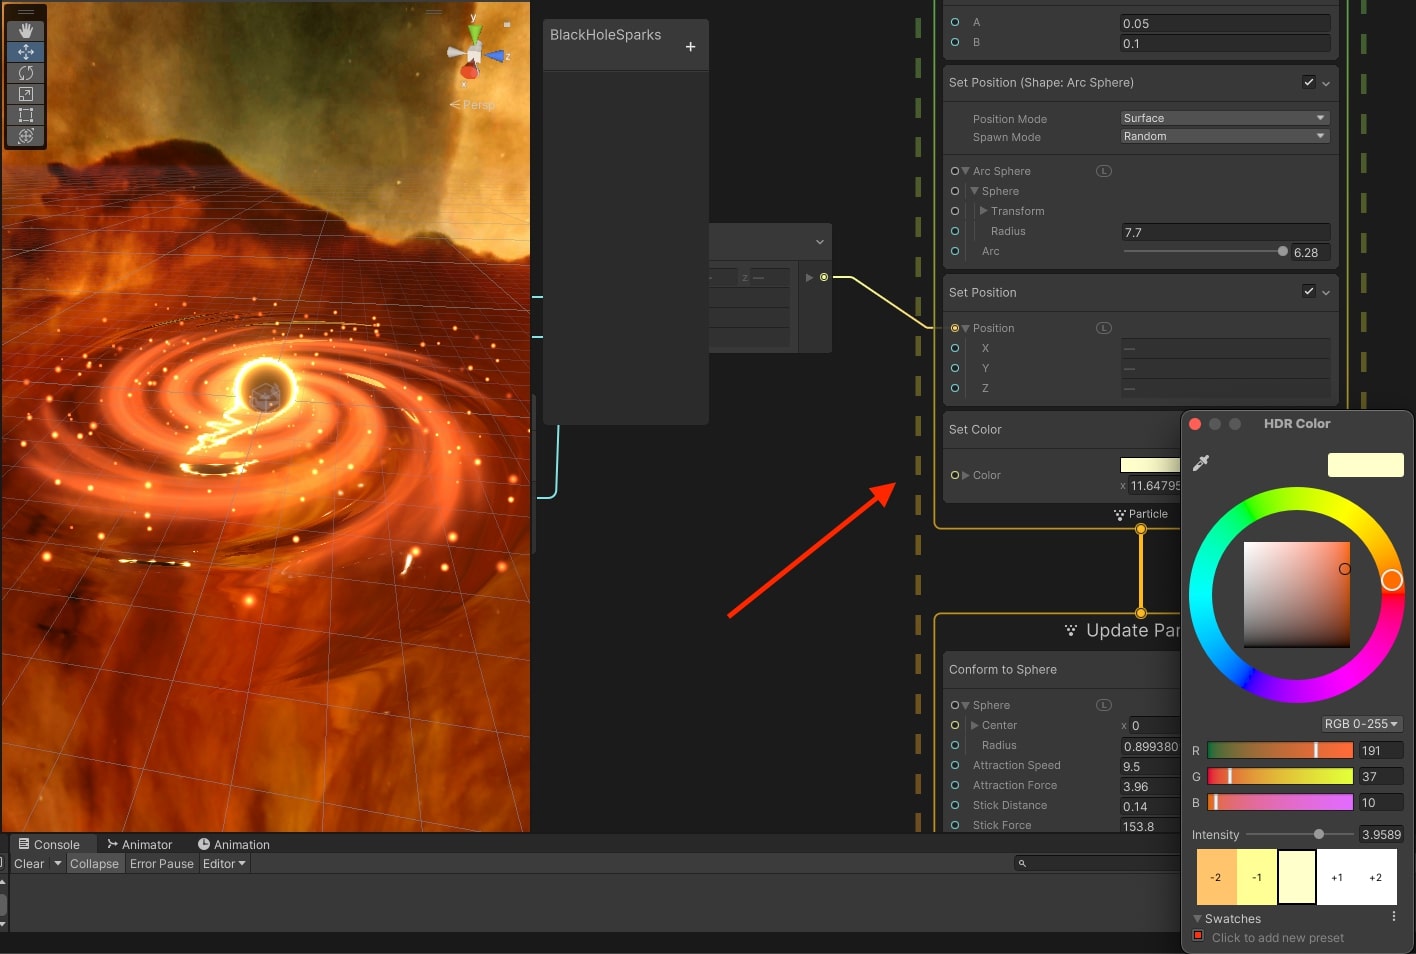 y
z
x
Persp
BlackHoleSparks
+
z —
A 0.05
B 0.1
Set Position (Shape: Arc Sphere)
Position Mode Surface
Spawn Mode Random
Arc Sphere L
Sphere
Transform
Radius 7.7
Arc 6.28
Set Position
Position L
X —
Y —
Z —
Set Color
Color
x 11.64795
Particle
Update Par
Conform to Sphere
Sphere L
Center x 0
Radius 0.899380
Attraction Speed 9.5
Attraction Force 3.96
Stick Distance 0.14
Stick Force 153.8
HDR Color
RGB 0-255
R 191
G 37
B 10
Intensity 3.9589
-2 -1 +1 +2
Swatches
Click to add new preset
Console Animator Animation
Clear Collapse Error Pause Editor